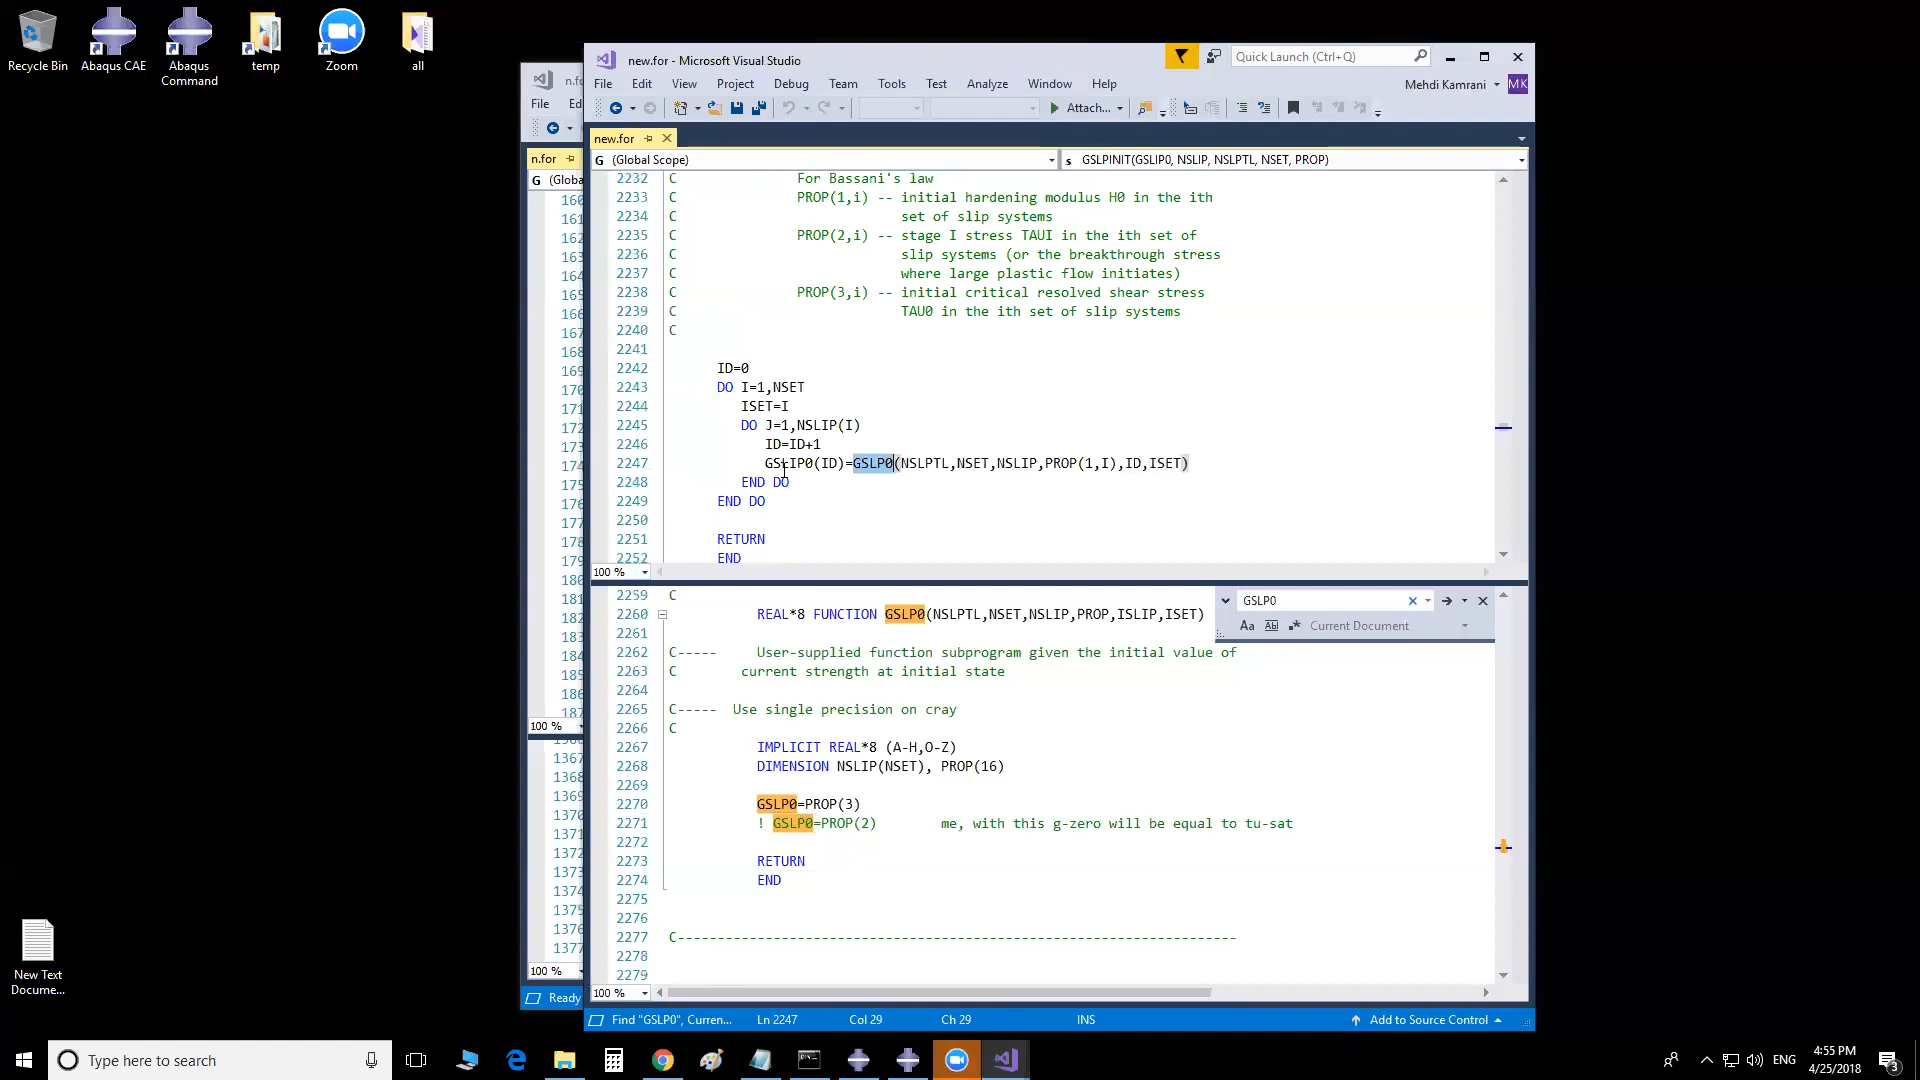 Recycle Bin
Abaqus CAE
Abaqus
Command
temp
Zoom
all
New Text
Docume...
File
n.for
G
100 %
1377
100 %
Ready
new.for - Microsoft Visual Studio
Quick Launch (Ctrl+Q)
File Edit View Project Debug Team Tools Test Analyze Window Help
Mehdi Kamrani MK
Attach...
new.for
G (Global Scope)
s GSLPINIT(GSLIP0, NSLIP, NSLPTL, NSET, PROP)
2232 C For Bassani's law
2233 C PROP(1,i) -- initial hardening modulus H0 in the ith
2234 C set of slip systems
2235 C PROP(2,i) -- stage I stress TAUI in the ith set of
2236 C slip systems (or the breakthrough stress
2237 C where large plastic flow initiates)
2238 C PROP(3,i) -- initial critical resolved shear stress
2239 C TAU0 in the ith set of slip systems
2240 C
2241
2242 ID=0
2243 DO I=1,NSET
2244 ISET=I
2245 DO J=1,NSLIP(I)
2246 ID=ID+1
2247 GSLIP0(ID)=GSLP0(NSLPTL,NSET,NSLIP,PROP(1,I),ID,ISET)
2248 END DO
2249 END DO
2250
2251 RETURN
2252 END
100 %
2259 C
2260 REAL*8 FUNCTION GSLP0(NSLPTL,NSET,NSLIP,PROP,ISLIP,ISET)
2261
2262 C----- User-supplied function subprogram given the initial value of
2263 C current strength at initial state
2264
2265 C----- Use single precision on cray
2266 C
2267 IMPLICIT REAL*8 (A-H,O-Z)
2268 DIMENSION NSLIP(NSET), PROP(16)
2269
2270 GSLP0=PROP(3)
2271 ! GSLP0=PROP(2) me, with this g-zero will be equal to tu-sat
2272
2273 RETURN
2274 END
2275
2276
2277 C----------------------------------------------------------------------
2278
2279
GSLP0
Aa Ab Current Document
100 %
Find "GSLP0", Curren... Ln 2247 Col 29 Ch 29 INS Add to Source Control
Type here to search
ENG
4:55 PM
4/25/2018
3